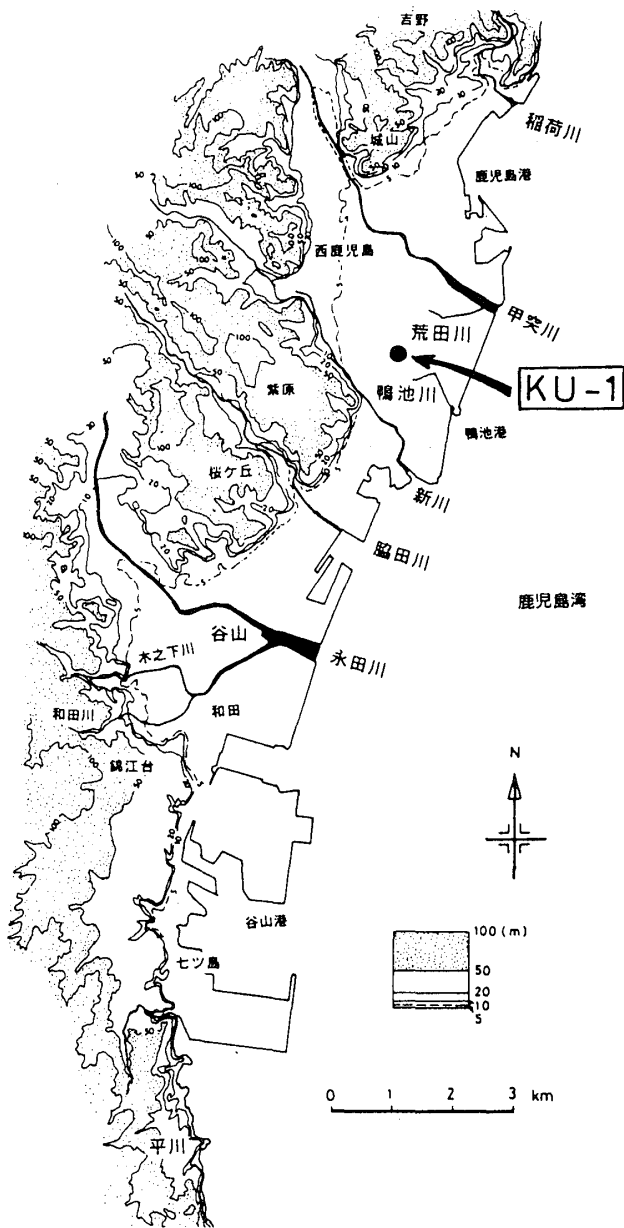 吉野
稲荷川
城山
鹿児島港
西鹿児島
甲突川
荒田川
KU-1
紫原
鴨池川
鴨池港
桜ケ丘
新川
脇田川
鹿児島湾
谷山
永田川
木之下川
和田川
和田
錦江台
N
谷山港
七ツ島
100 (m)
50
20
10
5
0 1 2 3 km
平川